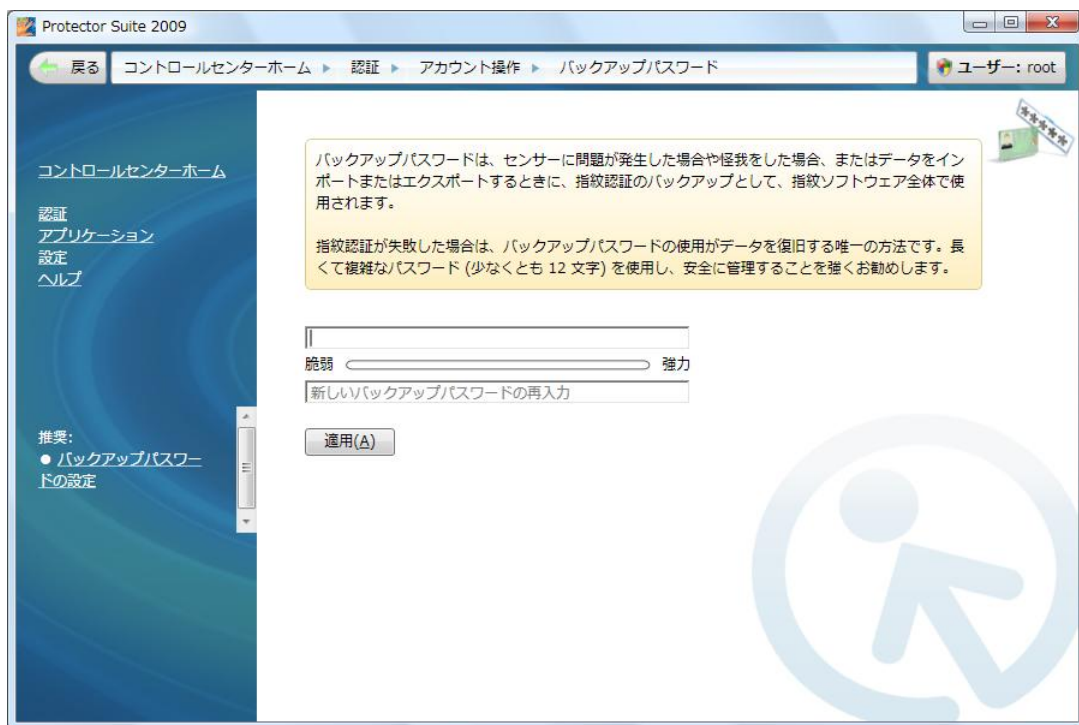 Protector Suite 2009
戻る
コントロールセンターホーム ▶ 認証 ▶ アカウント操作 ▶ バックアップパスワード
ユーザー: root
コントロールセンターホーム
認証
アプリケーション
設定
ヘルプ
推奨:
● バックアップパスワー
ドの設定
バックアップパスワードは、センサーに問題が発生した場合や怪我をした場合、またはデータをイン
ポートまたはエクスポートするときに、指紋認証のバックアップとして、指紋ソフトウェア全体で使
用されます。
指紋認証が失敗した場合は、バックアップパスワードの使用がデータを復旧する唯一の方法です。長
くて複雑なパスワード (少なくとも 12 文字) を使用し、安全に管理することを強くお勧めします。
脆弱 強力
新しいバックアップパスワードの再入力
適用(A)